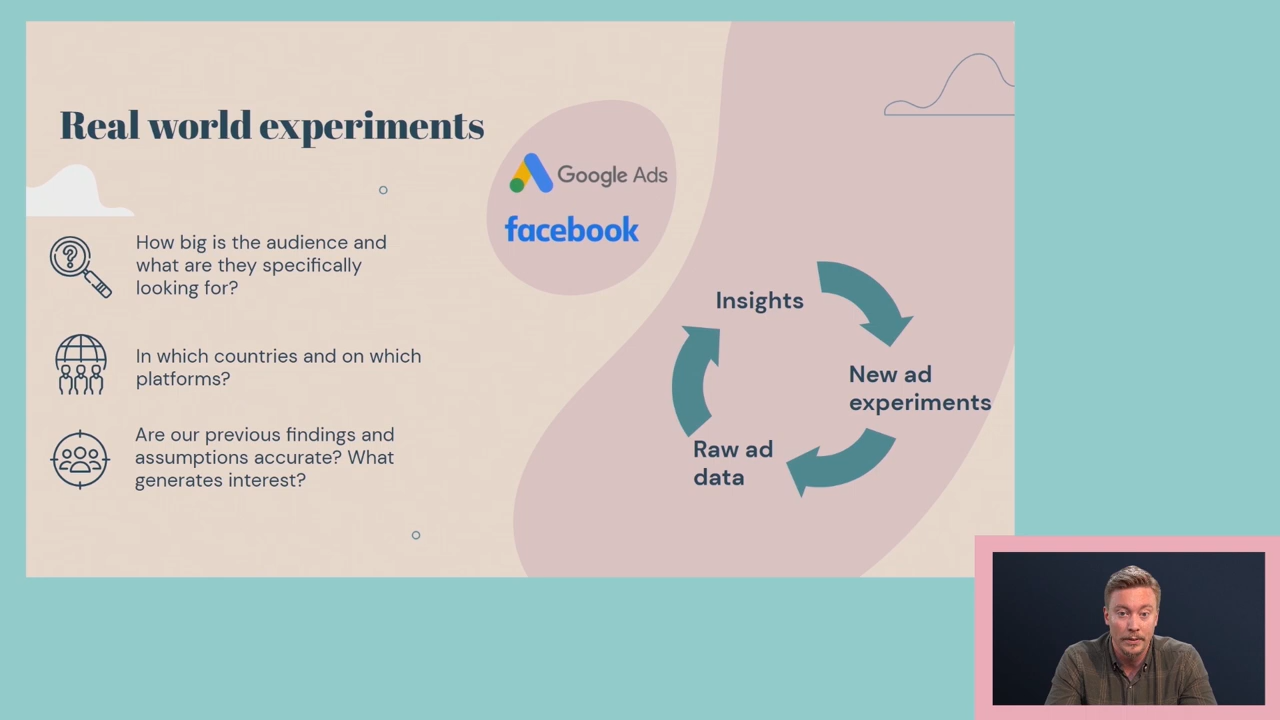 Real world experiments
Google Ads
facebook
How big is the audience and
what are they specifically
looking for?
In which countries and on which
platforms?
Are our previous findings and
assumptions accurate? What
generates interest?
Insights
New ad
experiments
Raw ad
data